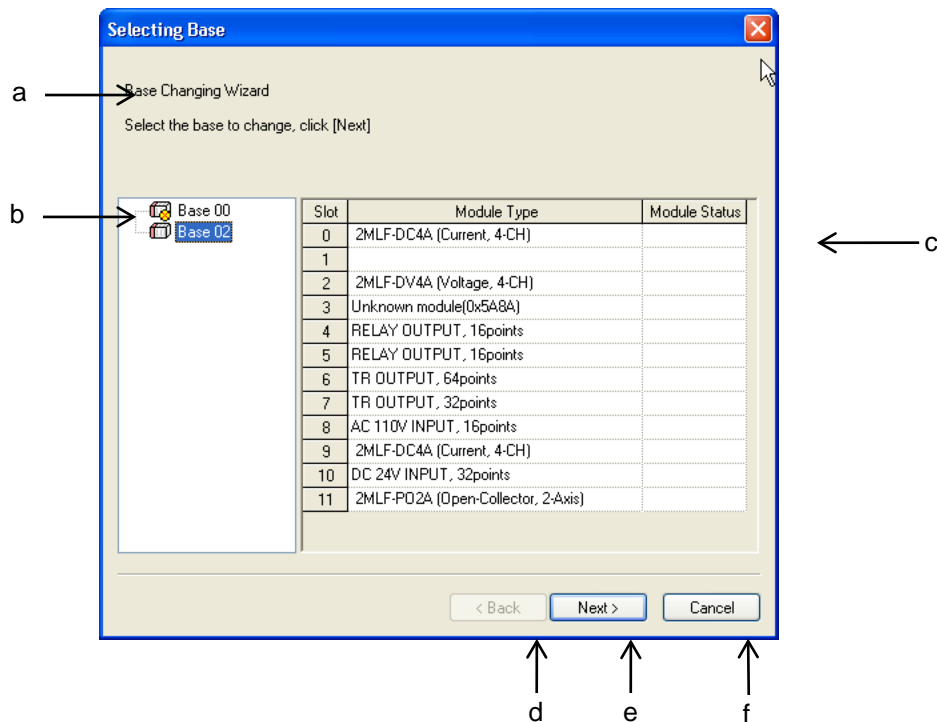 Selecting Base
a
Base Changing Wizard
Select the base to change, click [Next]
b
Base 00
Base 02
Slot Module Type Module Status
0 2MLF-DC4A (Current, 4-CH)
1
2 2MLF-DV4A (Voltage, 4-CH)
3 Unknown module(0x5A8A)
4 RELAY OUTPUT, 16points
5 RELAY OUTPUT, 16points
6 TR OUTPUT, 64points
7 TR OUTPUT, 32points
8 AC 110V INPUT, 16points
9 2MLF-DC4A (Current, 4-CH)
10 DC 24V INPUT, 32points
11 2MLF-PO2A (Open-Collector, 2-Axis)
c
< Back Next > Cancel
d e f